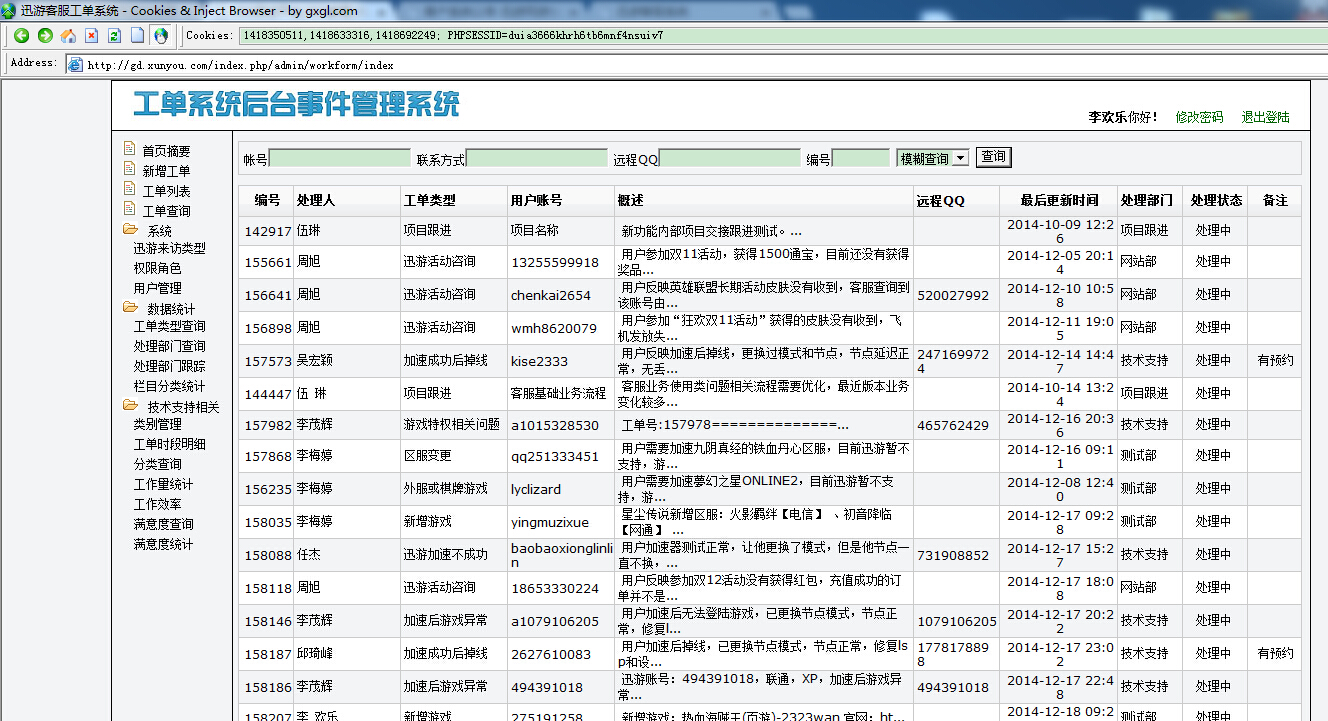 迅游客服工单系统 - Cookies & Inject Browser - by gxgl.com
Cookies: 1418350511,1418633316,1418692249; PHPSESSID=duia3666khrh6tb6mnf4nsuiv7
Address: http://gd.xunyou.com/index.php/admin/workform/index
工单系统后台事件管理系统
李欢乐你好! 修改密码 退出登陆
首页摘要
新增工单
工单列表
工单查询
系统
迅游来访类型
权限角色
用户管理
数据统计
工单类型查询
处理部门查询
处理部门跟踪
栏目分类统计
技术支持相关
类别管理
工单时段明细
分类查询
工作量统计
工作效率
满意度查询
满意度统计
帐号 联系方式 远程QQ 编号 模糊查询 查询
编号 处理人 工单类型 用户账号 概述 远程QQ 最后更新时间 处理部门 处理状态 备注
142917 伍琳 项目跟进 项目名称 新功能内部项目交接跟进测试。... 2014-10-09 12:2 项目跟进 处理中
6
155661 周旭 迅游活动咨询 13255599918 用户参加双11活动，获得1500通宝，目前还没有获得 2014-12-05 20:1 网站部 处理中
奖品... 4
156641 周旭 迅游活动咨询 chenkai2654 用户反映英雄联盟长期活动皮肤没有收到，客服查询到 520027992 2014-12-10 10:5 网站部 处理中
该账号由... 8
156898 周旭 迅游活动咨询 wmh8620079 用户参加“狂欢双11活动”获得的皮肤没有收到，飞 2014-12-11 19:0 网站部 处理中
机发放失... 5
157573 吴宏颖 加速成功后掉线 kise2333 用户反映加速后掉线，更换过模式和节点，节点延迟正 247169972 2014-12-14 14:4 技术支持 处理中 有预约
常，无丢... 4 7
144447 伍 琳 项目跟进 客服基础业务流程 客服业务使用类问题相关流程需要优化，最近版本业务 2014-10-14 13:2 项目跟进 处理中
变化较多... 4
157982 李茂辉 游戏特权相关问题 a1015328530 工单号:157978==============... 465762429 2014-12-16 20:3 技术支持 处理中
6
157868 李梅婷 区服变更 qq251333451 用户需要加速九阴真经的铁血丹心区服，目前迅游暂不 2014-12-16 09:1 测试部 处理中
支持，游... 1
156235 李梅婷 外服或棋牌游戏 lyclizard 用户需要加速夢幻之星ONLINE2，目前迅游暂不支 2014-12-08 12:4 测试部 处理中
持，游... 0
158035 李梅婷 新增游戏 yingmuzixue 星尘传说新增区服：火影羁绊【电信】 、初音降临 2014-12-17 09:2 测试部 处理中
【网通】 ... 8
158088 任杰 迅游加速不成功 baobaoxionglinli 用户加速器测试正常，让他更换了模式，但是他节点一 731908852 2014-12-17 15:2 技术支持 处理中
n 直不换，... 7
158118 周旭 迅游活动咨询 18653330224 用户反映参加双12活动没有获得红包，充值成功的订 2014-12-17 18:0 网站部 处理中
单并不是... 8
158146 李茂辉 加速后游戏异常 a1079106205 用户加速后无法登陆游戏，已更换节点模式，节点正 1079106205 2014-12-17 20:2 技术支持 处理中
常，修复l... 2
158187 邱琦峰 加速成功后掉线 2627610083 用户加速后掉线，已更换节点模式，节点正常，修复ls 177817889 2014-12-17 23:0 技术支持 处理中 有预约
p和设... 8 2
158186 李茂辉 加速后游戏异常 494391018 迅游账号：494391018，联通，XP，加速后游戏异 494391018 2014-12-17 22:4 技术支持 处理中
常... 8
158207 李 欢乐 新增游戏 275191258 新增游戏：热血海贼王(页游)-2323wan 官网：ht... 2014-12-18 09:2 测试部 处理中